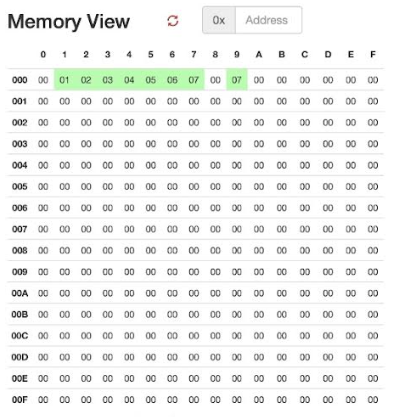 Memory View 0x Address
0 1 2 3 4 5 6 7 8 9 A B C D E F
000 00 01 02 03 04 05 06 07 00 07 00 00 00 00 00 00
001 00 00 00 00 00 00 00 00 00 00 00 00 00 00 00 00
002 00 00 00 00 00 00 00 00 00 00 00 00 00 00 00 00
003 00 00 00 00 00 00 00 00 00 00 00 00 00 00 00 00
004 00 00 00 00 00 00 00 00 00 00 00 00 00 00 00 00
005 00 00 00 00 00 00 00 00 00 00 00 00 00 00 00 00
006 00 00 00 00 00 00 00 00 00 00 00 00 00 00 00 00
007 00 00 00 00 00 00 00 00 00 00 00 00 00 00 00 00
008 00 00 00 00 00 00 00 00 00 00 00 00 00 00 00 00
009 00 00 00 00 00 00 00 00 00 00 00 00 00 00 00 00
00A 00 00 00 00 00 00 00 00 00 00 00 00 00 00 00 00
00B 00 00 00 00 00 00 00 00 00 00 00 00 00 00 00 00
00C 00 00 00 00 00 00 00 00 00 00 00 00 00 00 00 00
00D 00 00 00 00 00 00 00 00 00 00 00 00 00 00 00 00
00E 00 00 00 00 00 00 00 00 00 00 00 00 00 00 00 00
00F 00 00 00 00 00 00 00 00 00 00 00 00 00 00 00 00